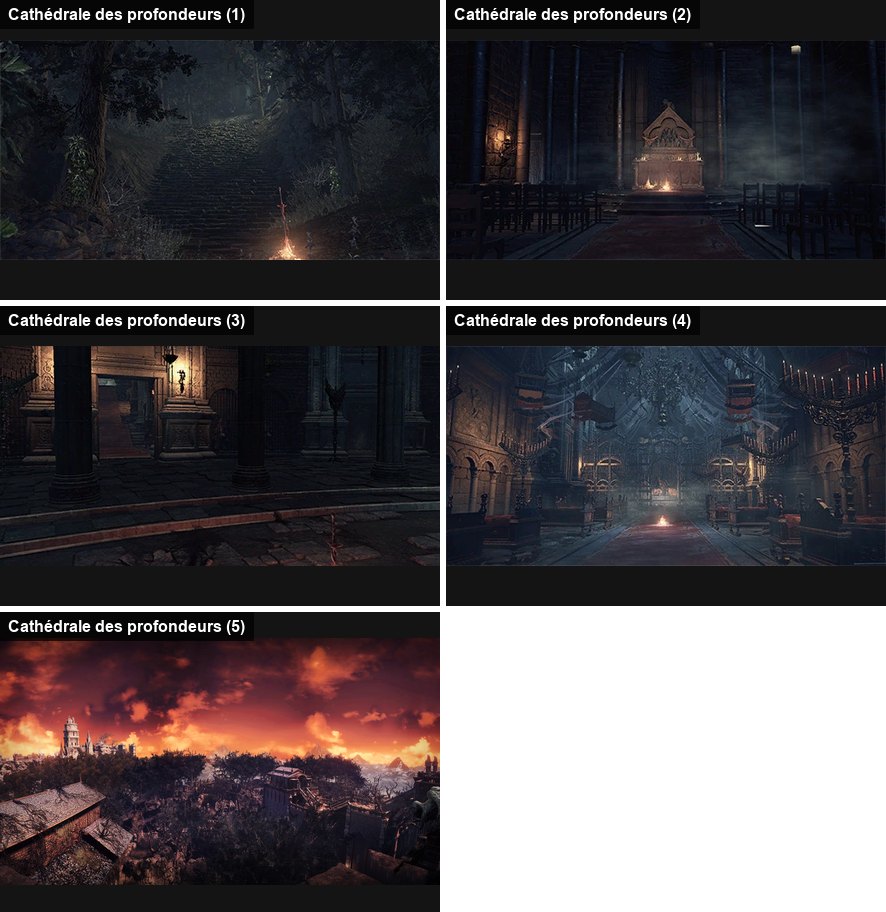 Cathédrale des profondeurs (1)
Cathédrale des profondeurs (2)
Cathédrale des profondeurs (3)
Cathédrale des profondeurs (4)
Cathédrale des profondeurs (5)